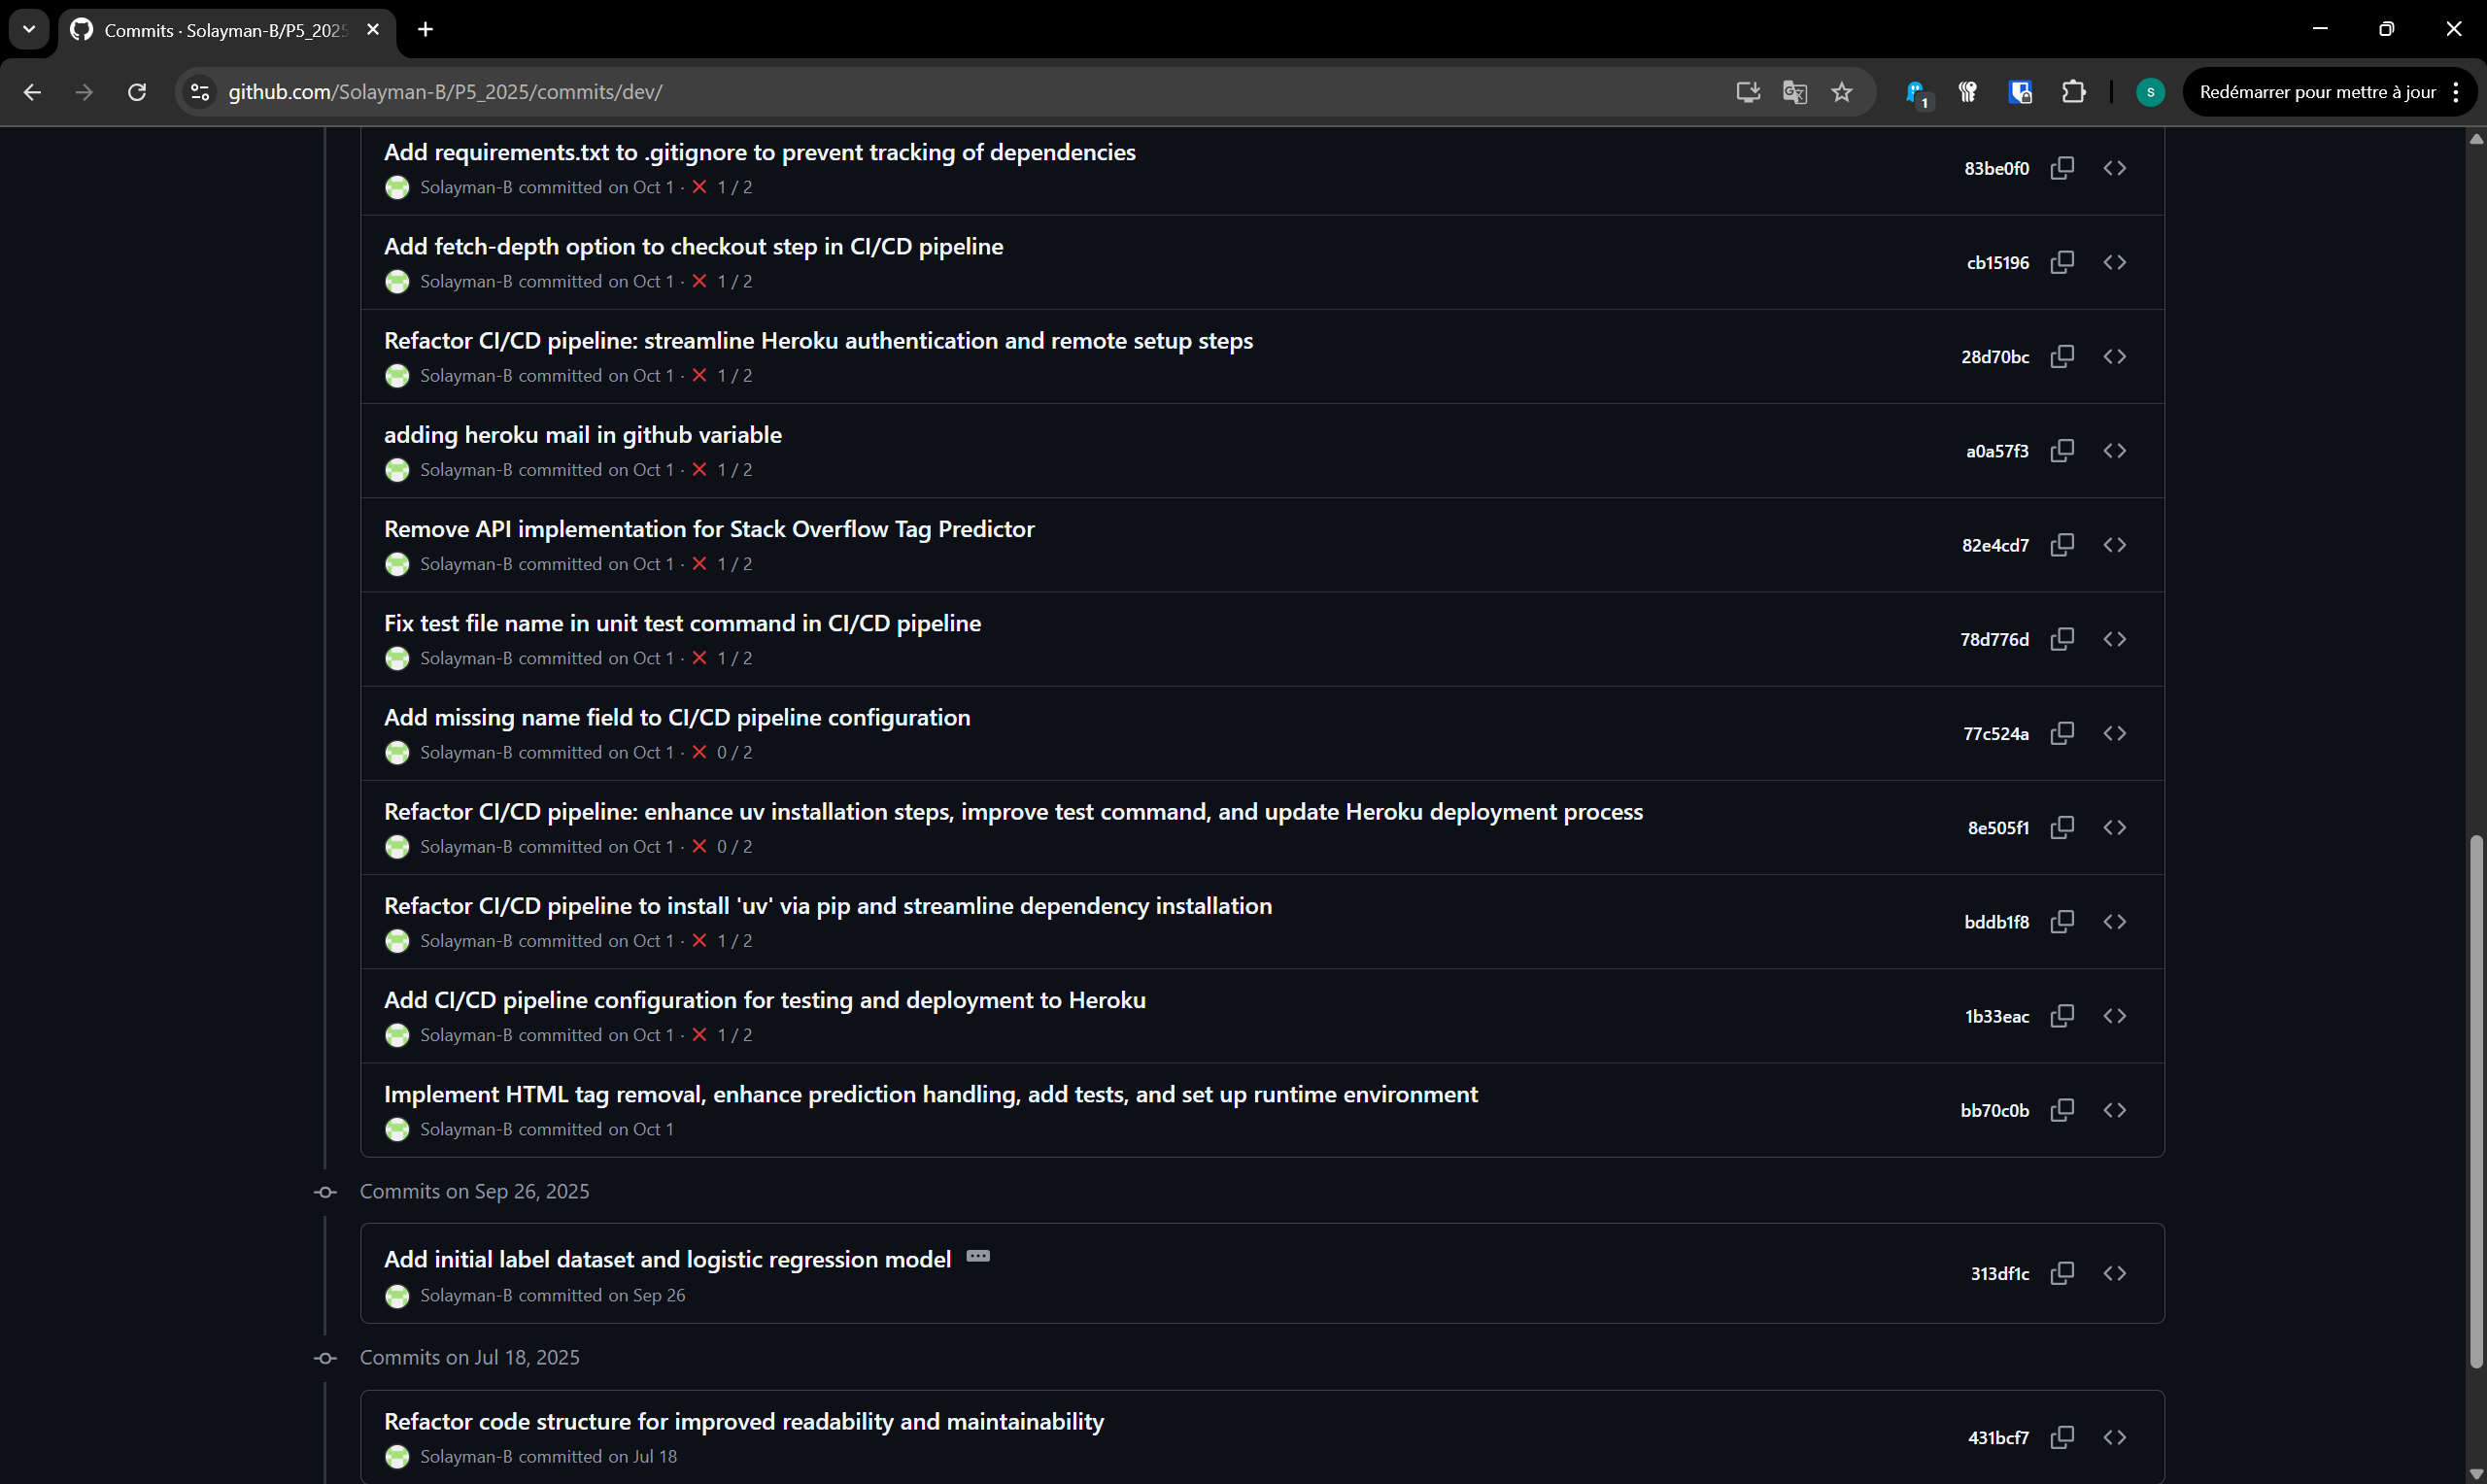 Commits · Solayman-B/P5_2025
github.com/Solayman-B/P5_2025/commits/dev/
1
s
Redémarrer pour mettre à jour
Add requirements.txt to .gitignore to prevent tracking of dependencies
Solayman-B committed on Oct 1 · 1 / 2
83be0f0
Add fetch-depth option to checkout step in CI/CD pipeline
Solayman-B committed on Oct 1 · 1 / 2
cb15196
Refactor CI/CD pipeline: streamline Heroku authentication and remote setup steps
Solayman-B committed on Oct 1 · 1 / 2
28d70bc
adding heroku mail in github variable
Solayman-B committed on Oct 1 · 1 / 2
a0a57f3
Remove API implementation for Stack Overflow Tag Predictor
Solayman-B committed on Oct 1 · 1 / 2
82e4cd7
Fix test file name in unit test command in CI/CD pipeline
Solayman-B committed on Oct 1 · 1 / 2
78d776d
Add missing name field to CI/CD pipeline configuration
Solayman-B committed on Oct 1 · 0 / 2
77c524a
Refactor CI/CD pipeline: enhance uv installation steps, improve test command, and update Heroku deployment process
Solayman-B committed on Oct 1 · 0 / 2
8e505f1
Refactor CI/CD pipeline to install 'uv' via pip and streamline dependency installation
Solayman-B committed on Oct 1 · 1 / 2
bddb1f8
Add CI/CD pipeline configuration for testing and deployment to Heroku
Solayman-B committed on Oct 1 · 1 / 2
1b33eac
Implement HTML tag removal, enhance prediction handling, add tests, and set up runtime environment
Solayman-B committed on Oct 1
bb70c0b
Commits on Sep 26, 2025
Add initial label dataset and logistic regression model
Solayman-B committed on Sep 26
313df1c
Commits on Jul 18, 2025
Refactor code structure for improved readability and maintainability
Solayman-B committed on Jul 18
431bcf7